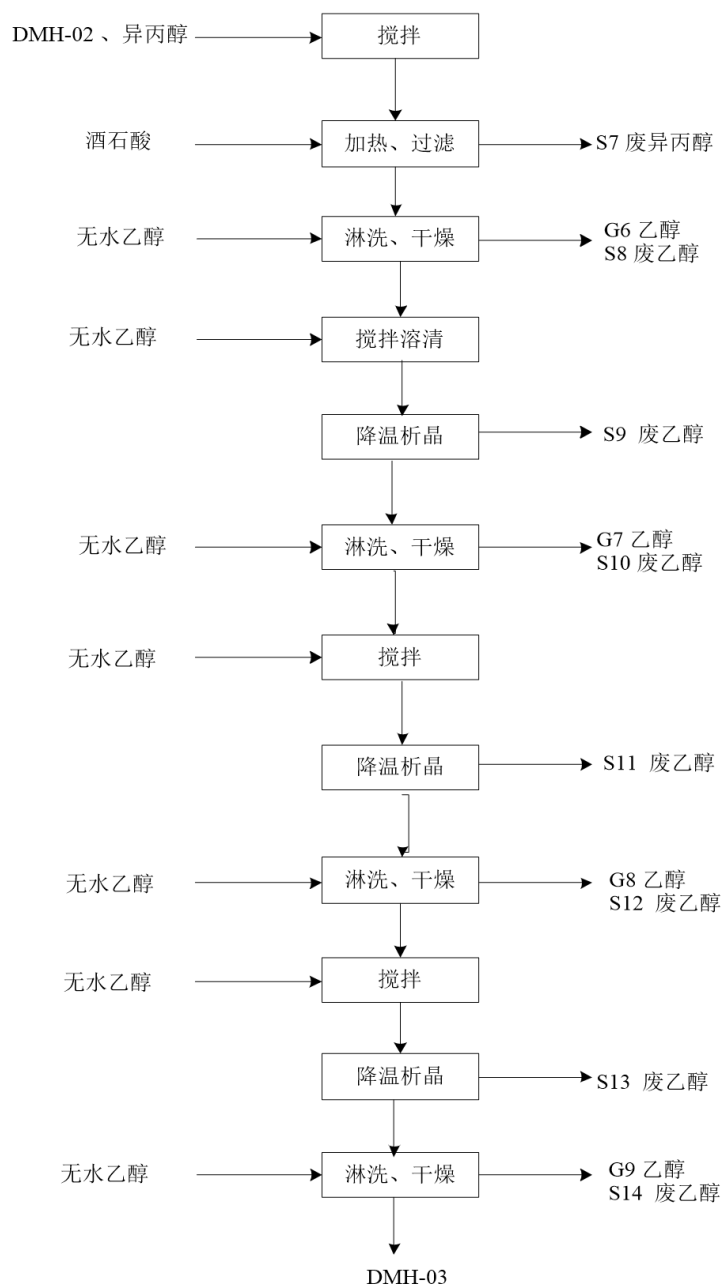 DMH-02 、异丙醇
搅拌
酒石酸
加热、过滤
S7 废异丙醇
无水乙醇
淋洗、干燥
G6 乙醇
S8 废乙醇
无水乙醇
搅拌溶清
降温析晶
S9 废乙醇
无水乙醇
淋洗、干燥
G7 乙醇
S10 废乙醇
无水乙醇
搅拌
降温析晶
S11 废乙醇
无水乙醇
淋洗、干燥
G8 乙醇
S12 废乙醇
无水乙醇
搅拌
降温析晶
S13 废乙醇
无水乙醇
淋洗、干燥
G9 乙醇
S14 废乙醇
DMH-03